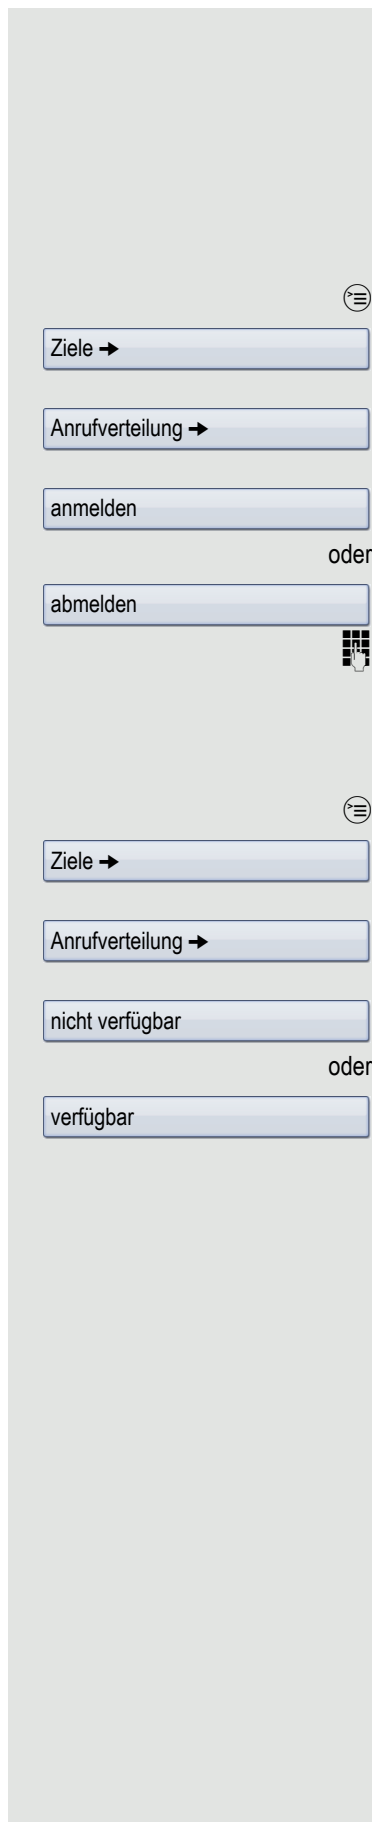 Ziele →
Anrufverteilung →
anmelden
oder
abmelden
Ziele →
Anrufverteilung →
nicht verfügbar
oder
verfügbar